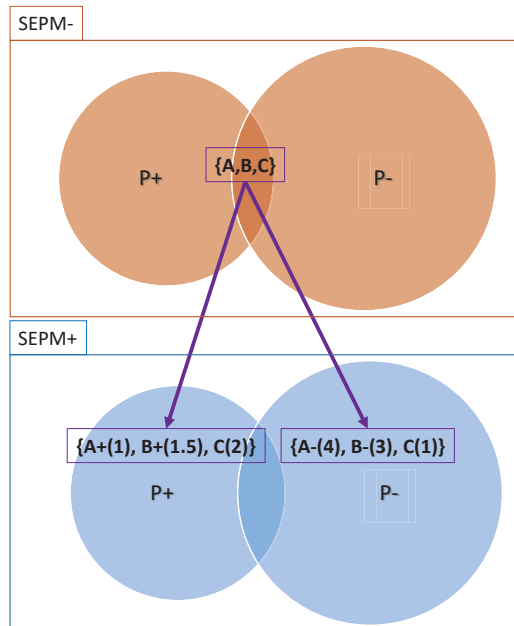 SEPM-
P+
{A,B,C}
P-
SEPM+
{A+(1), B+(1.5), C(2)}
{A-(4), B-(3), C(1)}
P+
P-